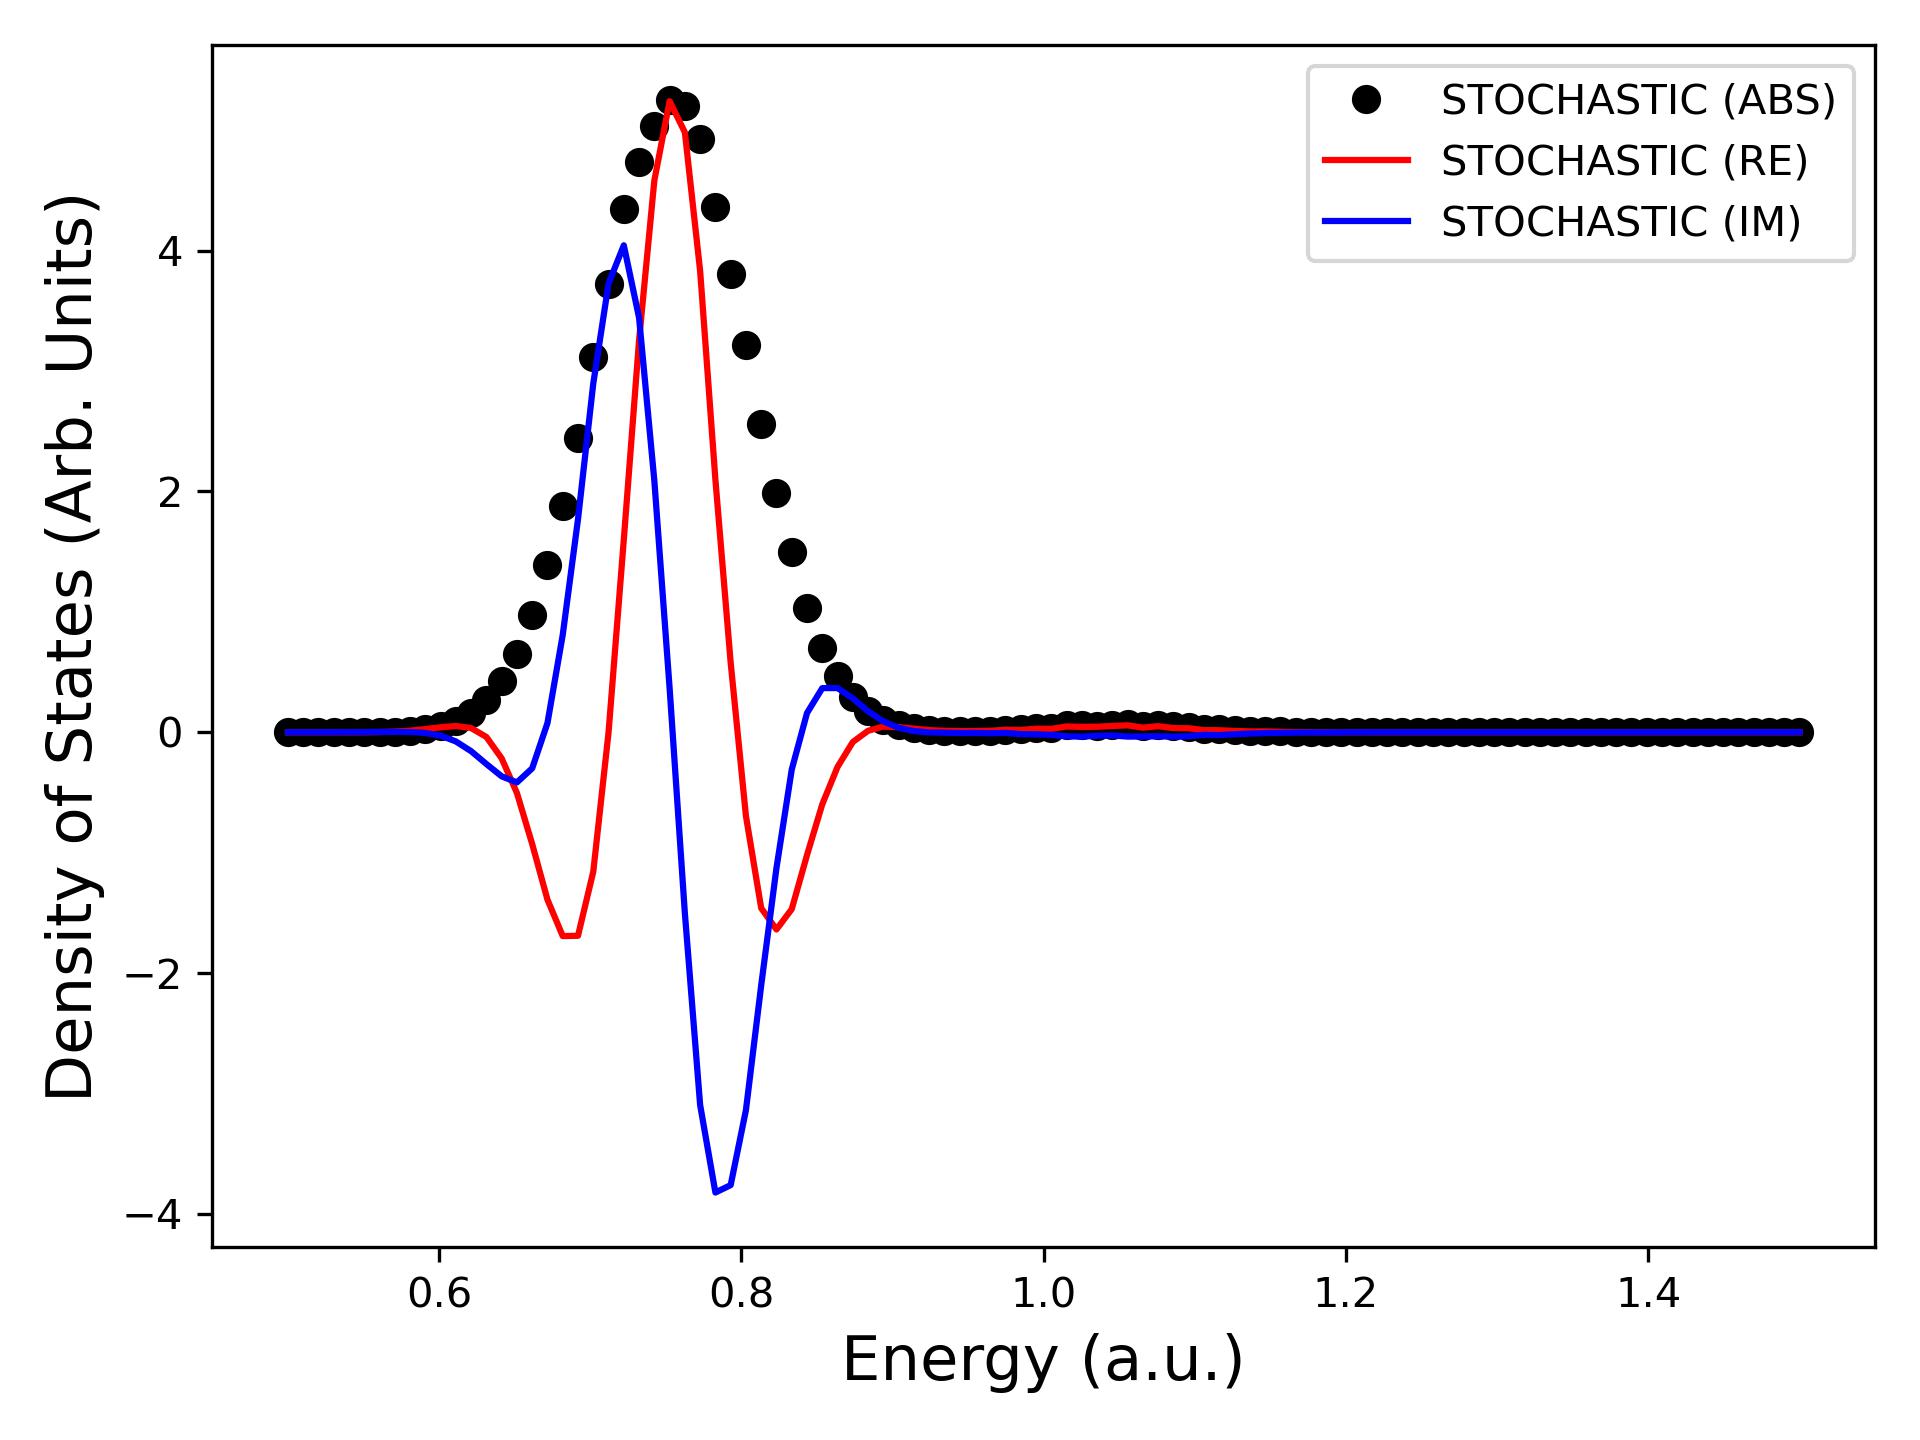 STOCHASTIC (ABS)
STOCHASTIC (RE)
STOCHASTIC (IM)
Density of States (Arb. Units)
4
2
0
−2
−4
0.6 0.8 1.0 1.2 1.4
Energy (a.u.)